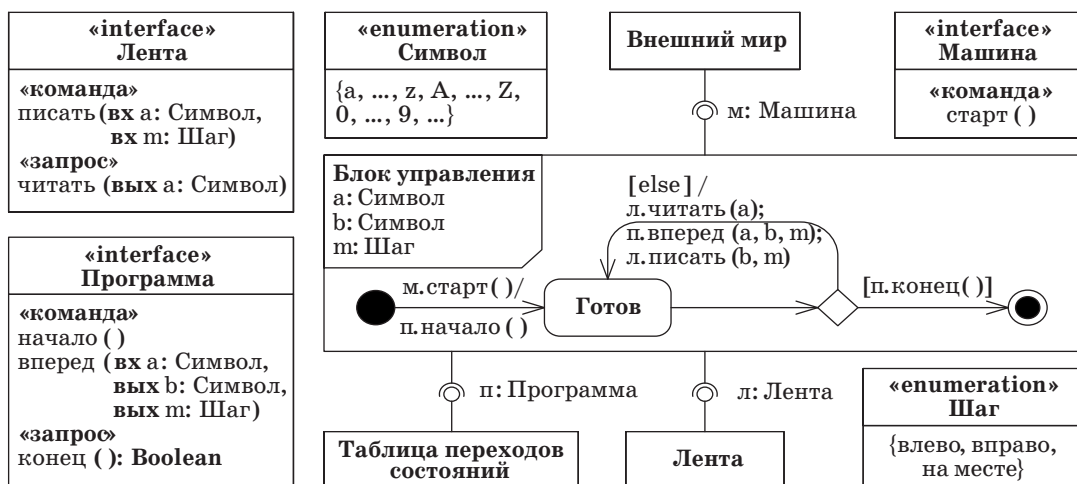 «interface»
Лента
«команда»
писать (вх a: Символ,
вх m: Шаг)
«запрос»
читать (вых a: Символ)
«enumeration»
Символ
{a, ..., z, A, ..., Z,
0, ..., 9, ...}
Внешний мир
м: Машина
«interface»
Машина
«команда»
старт ( )
«interface»
Программа
«команда»
начало ( )
вперед (вх a: Символ,
вых b: Символ,
вых m: Шаг)
«запрос»
конец ( ): Boolean
Блок управления
a: Символ
b: Символ
m: Шаг
[else] /
л.читать (a);
п.вперед (a, b, m);
л.писать (b, m)
м.старт ( ) /
п.начало ( )
Готов
[п.конец( )]
п: Программа
л: Лента
Таблица переходов
состояний
Лента
«enumeration»
Шаг
{влево, вправо,
на месте}